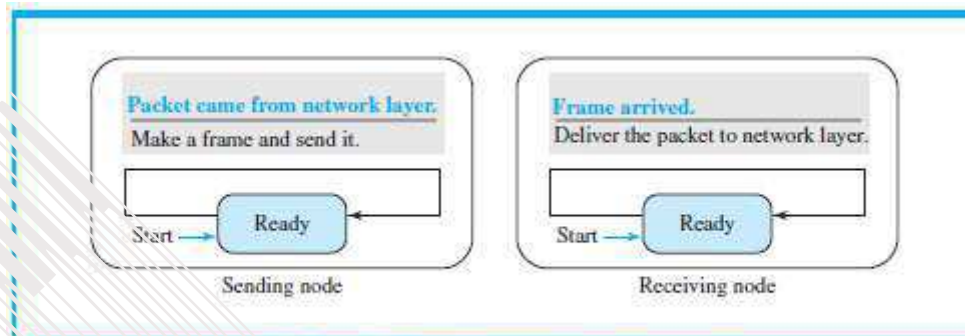 Packet came from network layer.
Make a frame and send it.
Start
Ready
Sending node
Frame arrived.
Deliver the packet to network layer.
Start
Ready
Receiving node